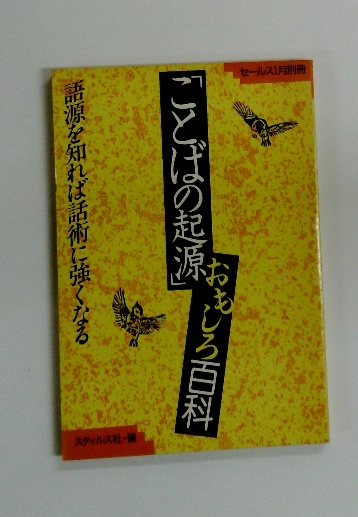 セールス1月別冊
「ことばの起源」
おもしろ百科
語源を知れば話術に強くなる
スティルス社・編